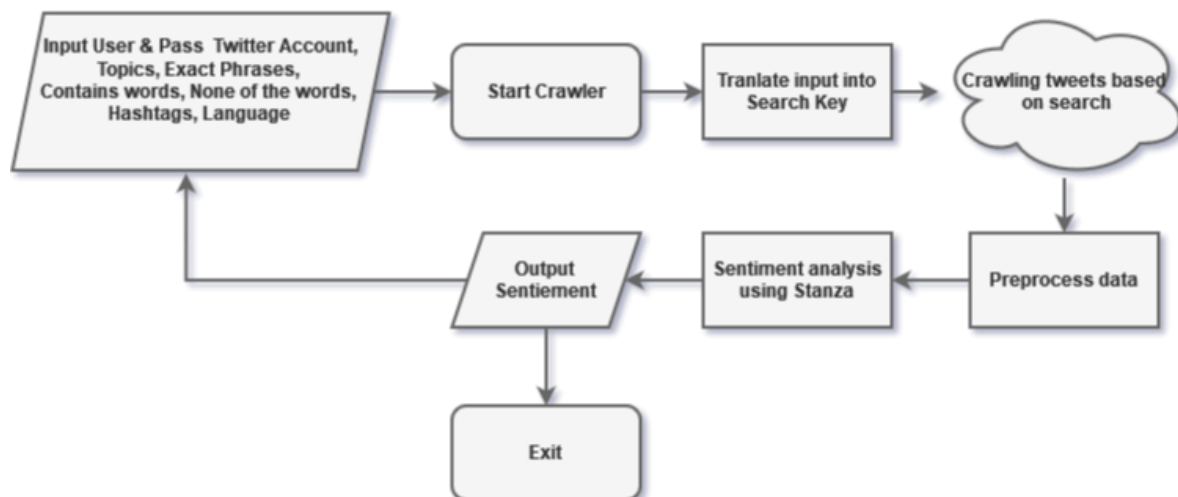 Input User & Pass Twitter Account,
Topics, Exact Phrases,
Contains words, None of the words,
Hashtags, Language
Start Crawler
Tranlate input into
Search Key
Crawling tweets based
on search
Preprocess data
Sentiment analysis
using Stanza
Output
Sentiement
Exit